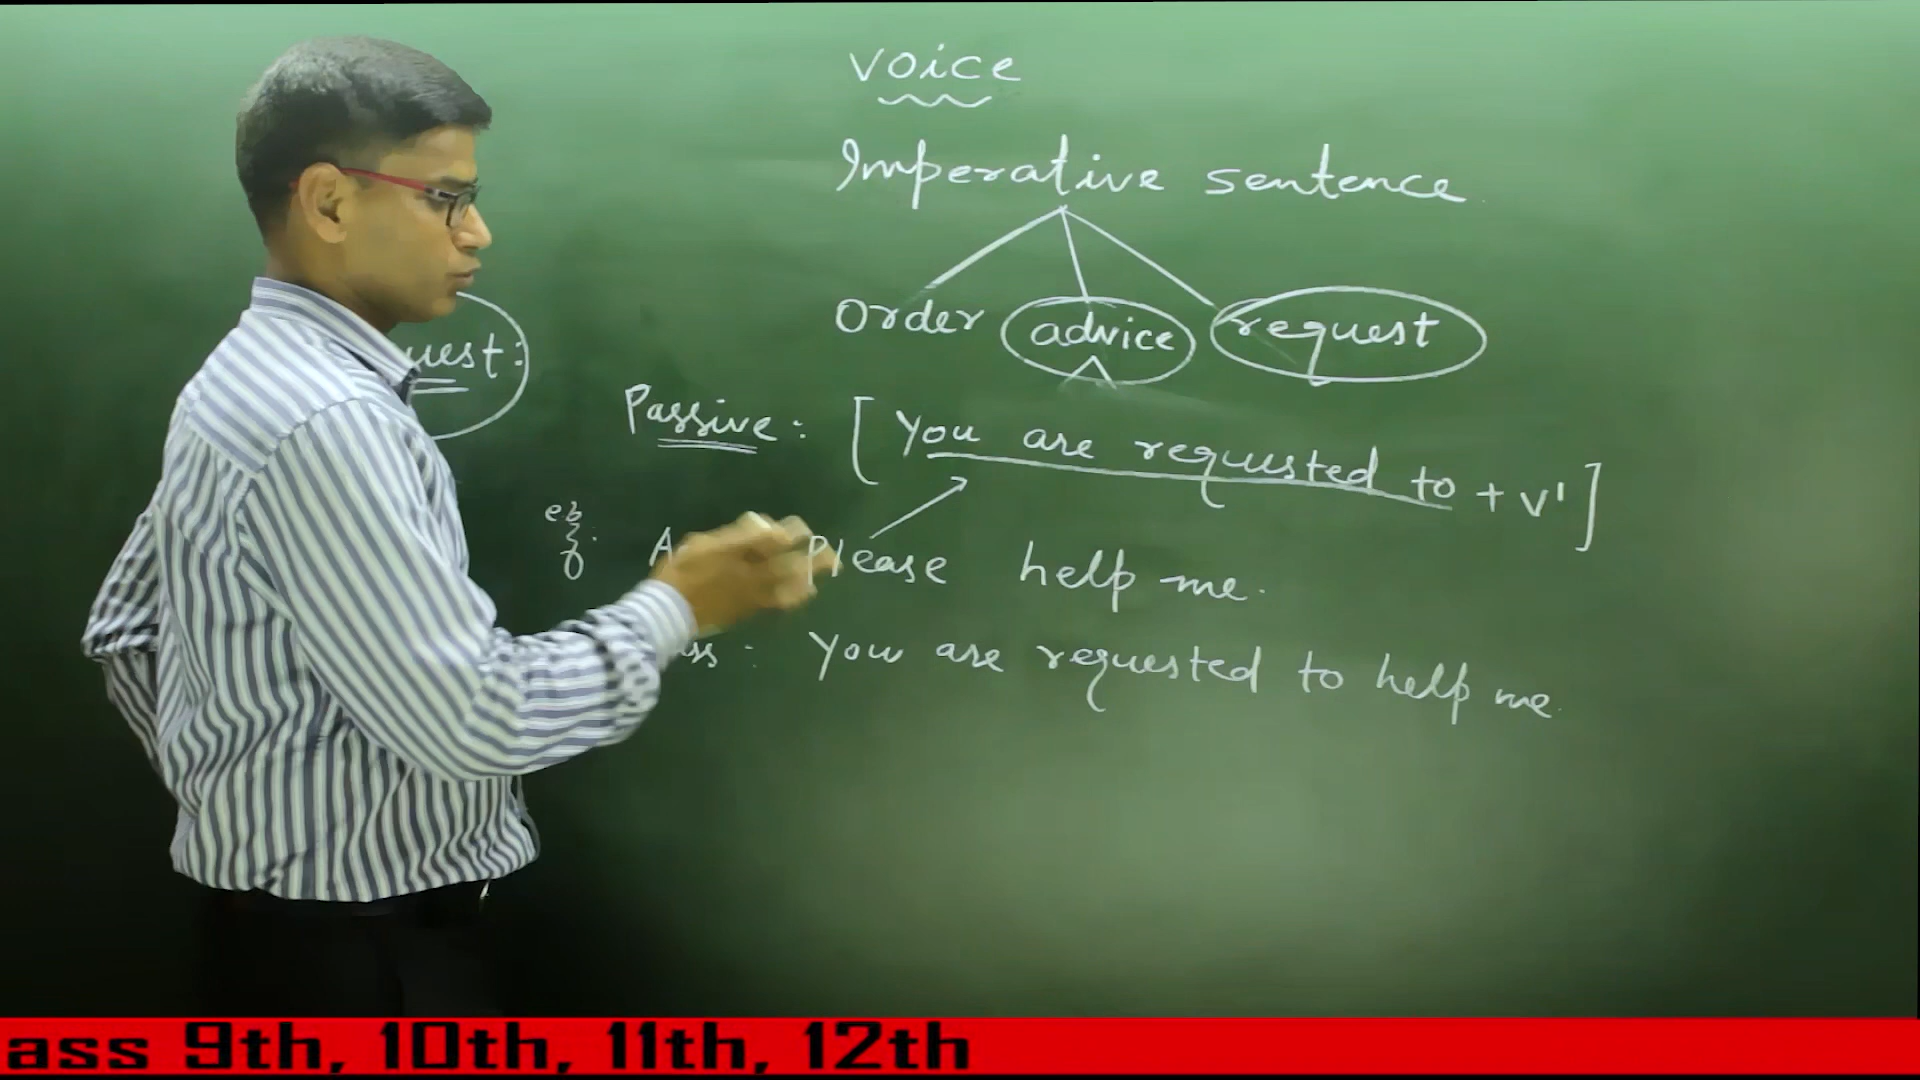 voice
Imperative sentence
Order advice request
uest:
Passive: [You are requested to + V¹]
eg: Please help me.
You are requested to help me.
ass 9th, 10th, 11th, 12th